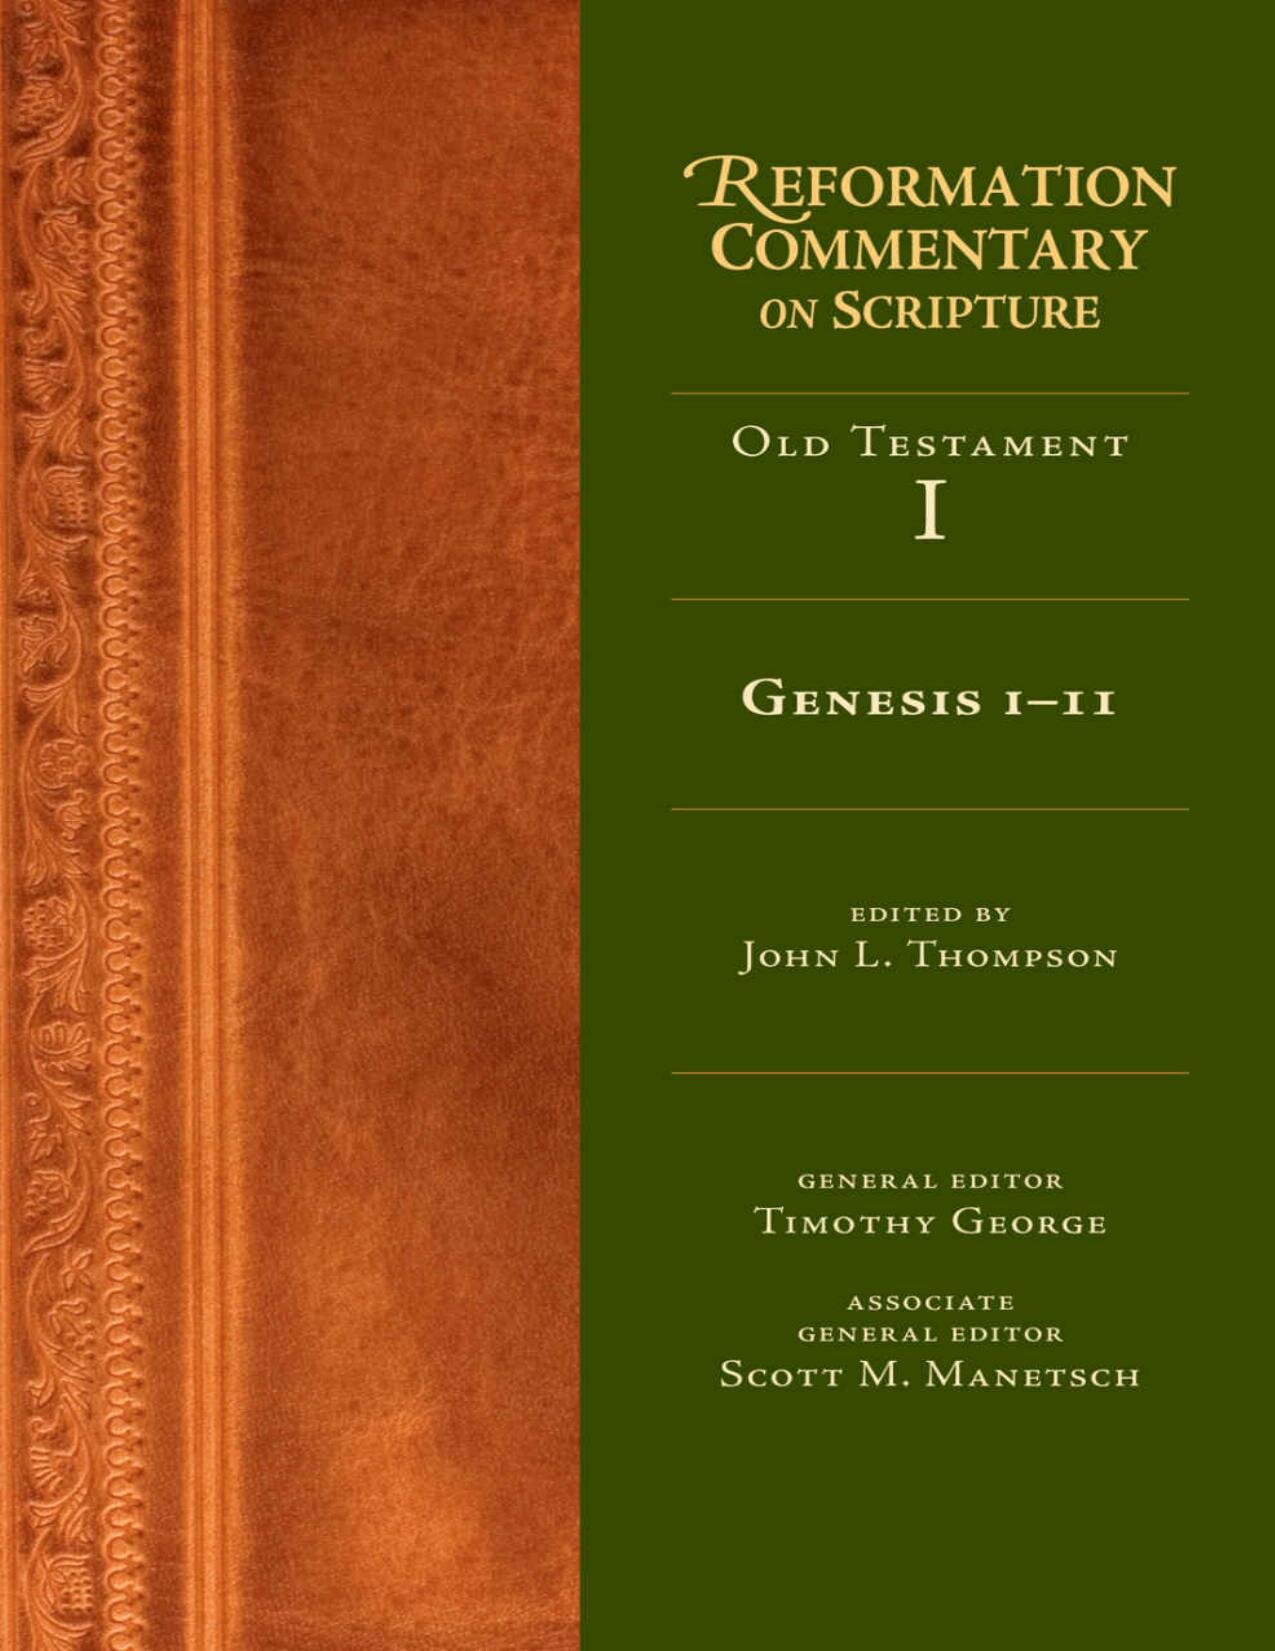 REFORMATION
COMMENTARY
ON SCRIPTURE
OLD TESTAMENT
I
GENESIS 1–11
EDITED BY
JOHN L. THOMPSON
GENERAL EDITOR
TIMOTHY GEORGE
ASSOCIATE
GENERAL EDITOR
SCOTT M. MANETSCH